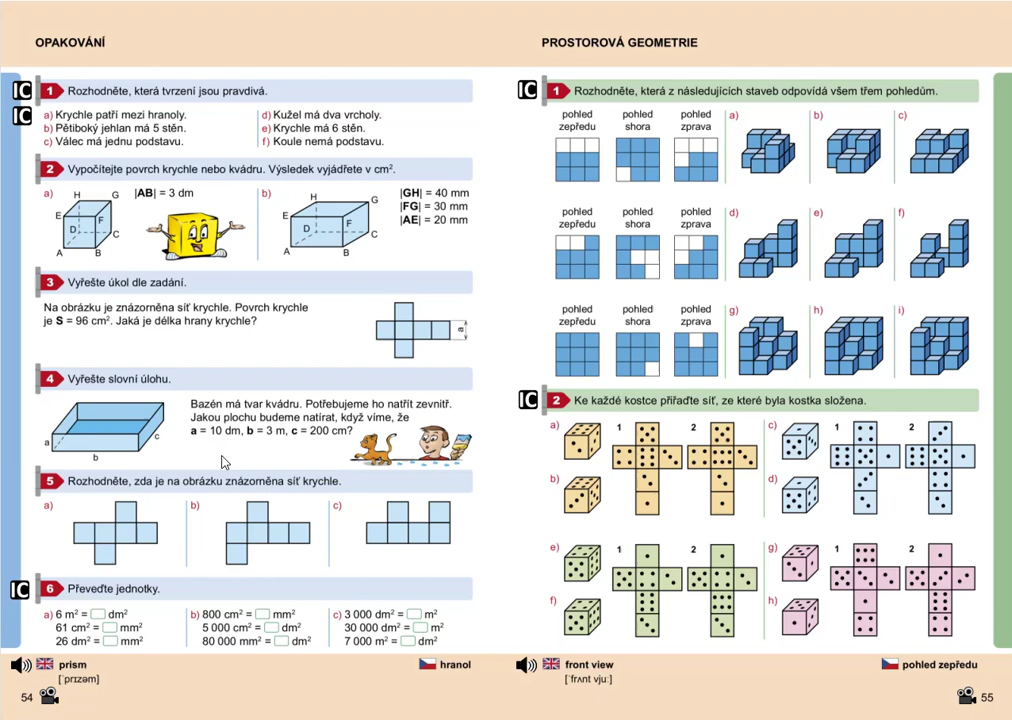 OPAKOVÁNÍ
IC
1 Rozhodněte, která tvrzení jsou pravdivá.
IC
a) Krychle patří mezi hranoly.
b) Pětiboký jehlan má 5 stěn.
c) Válec má jednu podstavu.
d) Kužel má dva vrcholy.
e) Krychle má 6 stěn.
f) Koule nemá podstavu.
2 Vypočítejte povrch krychle nebo kvádru. Výsledek vyjádřete v cm².
a)
H G
E F
D C
A B
|AB| = 3 dm
b)
H G
E F
D C
A B
|GH| = 40 mm
|FG| = 30 mm
|AE| = 20 mm
3 Vyřešte úkol dle zadání.
Na obrázku je znázorněna síť krychle. Povrch krychle
je S = 96 cm². Jaká je délka hrany krychle?
a
4 Vyřešte slovní úlohu.
a
b
c
Bazén má tvar kvádru. Potřebujeme ho natřít zevnitř.
Jakou plochu budeme natírat, když víme, že
a = 10 dm, b = 3 m, c = 200 cm?
5 Rozhodněte, zda je na obrázku znázorněna síť krychle.
a) b) c)
IC
6 Převeďte jednotky.
a) 6 m² = dm²
61 cm² = mm²
26 dm² = mm²
b) 800 cm² = mm²
5 000 cm² = dm²
80 000 mm² = dm²
c) 3 000 dm² = m²
30 000 dm² = m²
7 000 m² = dm²
prism
[ˈprɪzəm]
hranol
54
PROSTOROVÁ GEOMETRIE
IC
1 Rozhodněte, která z následujících staveb odpovídá všem třem pohledům.
pohled zepředu
pohled shora
pohled zprava
a) b) c)
pohled zepředu
pohled shora
pohled zprava
d) e) f)
pohled zepředu
pohled shora
pohled zprava
g) h) i)
IC
2 Ke každé kostce přiřaďte síť, ze které byla kostka složena.
a) 1 2
b)
c) 1 2
d)
e) 1 2
f)
g) 1 2
h)
front view
[ˈfrʌnt vjuː]
pohled zepředu
55